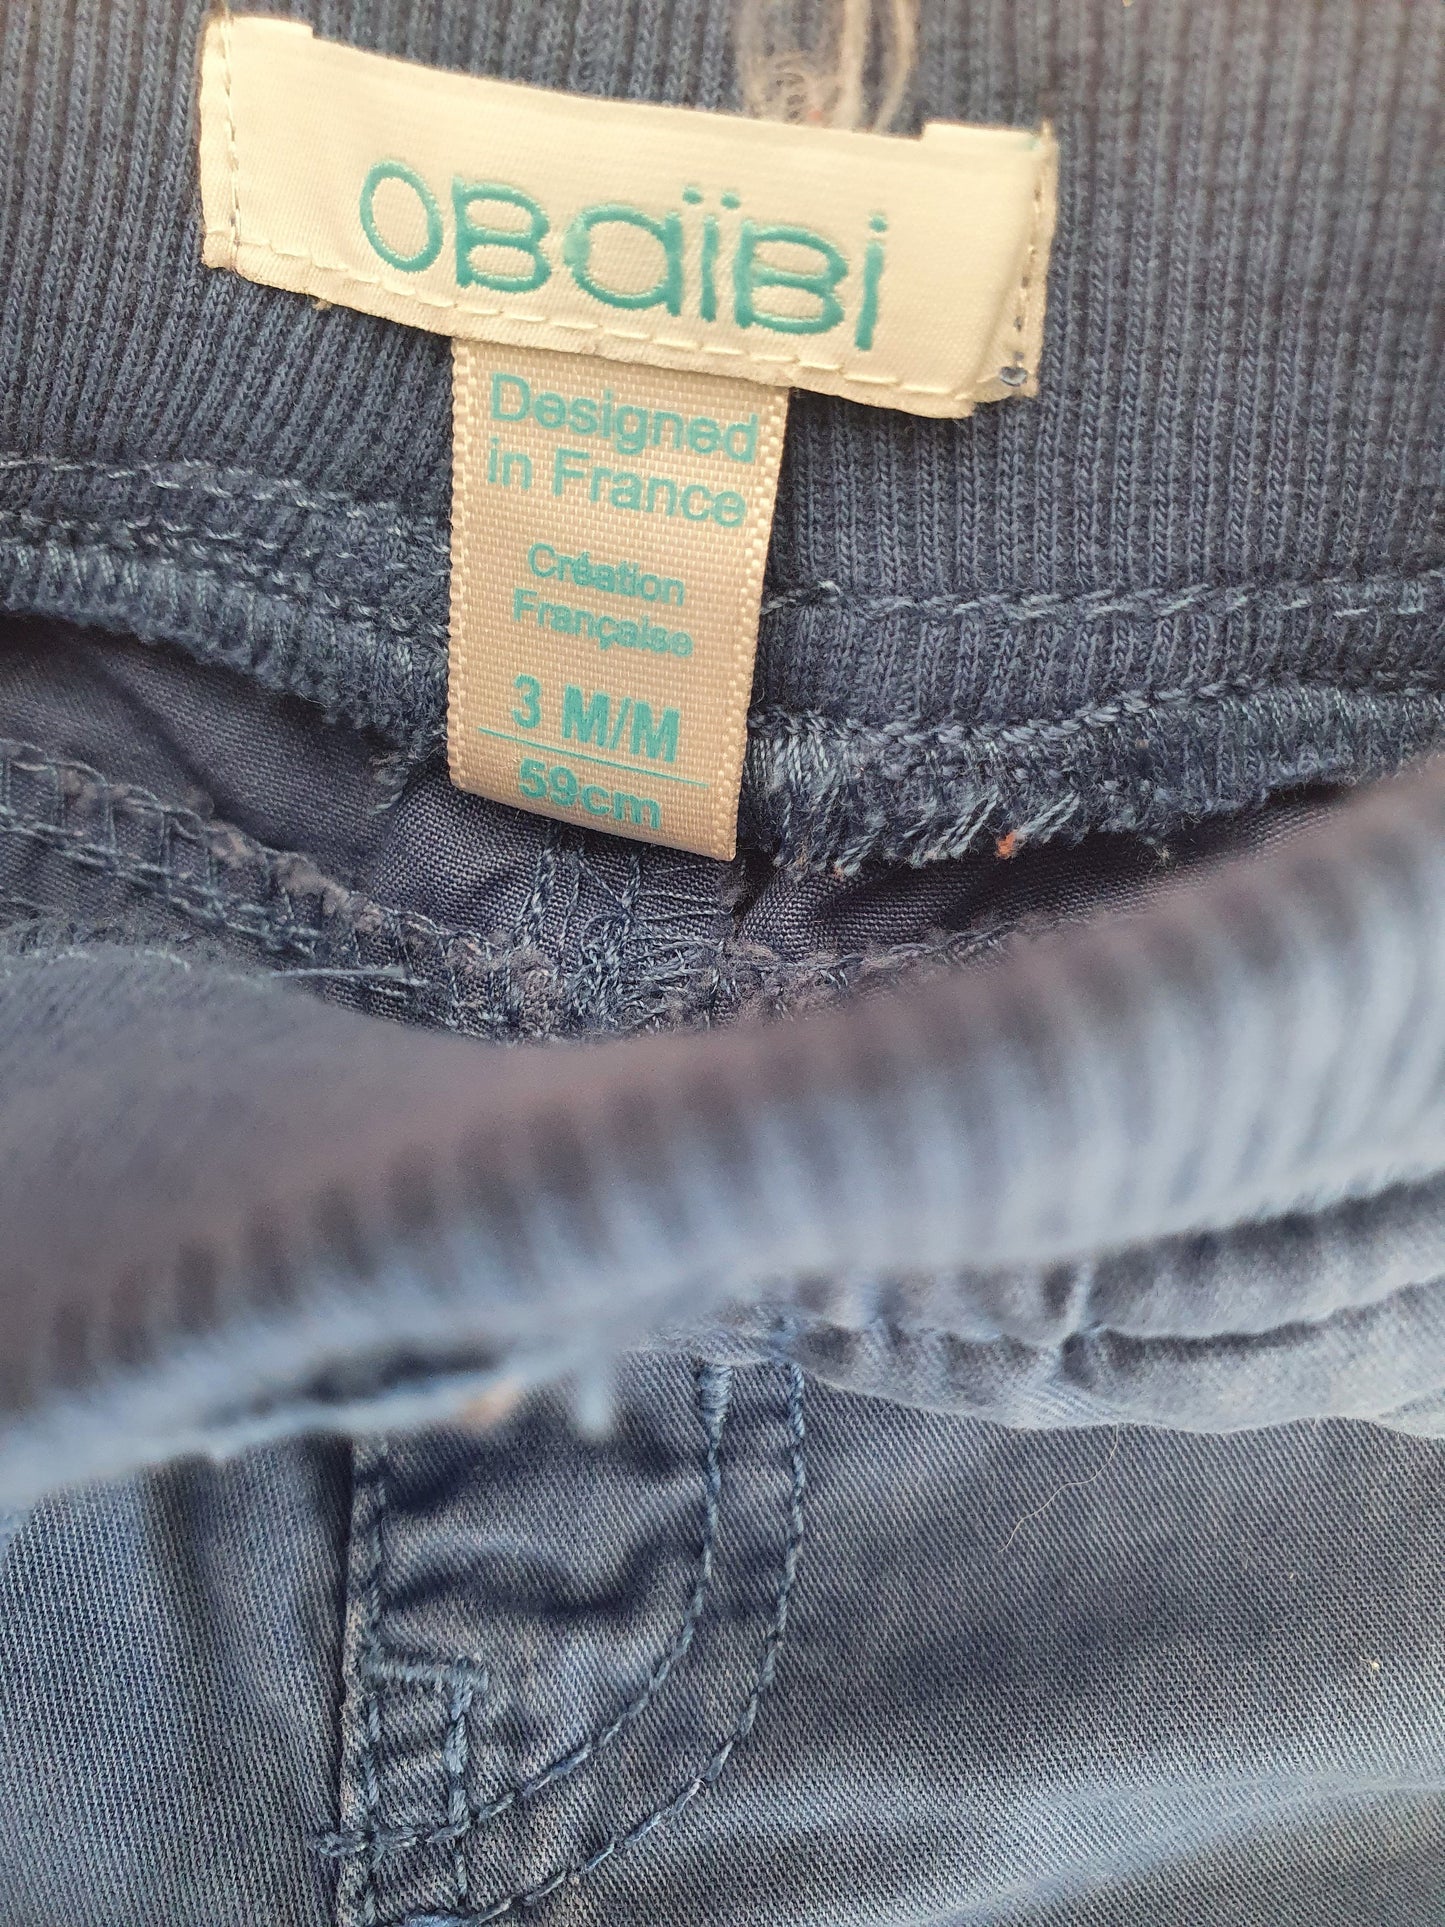 OBaïBi
Designed
in France
Création
Française
3 M/M
59cm